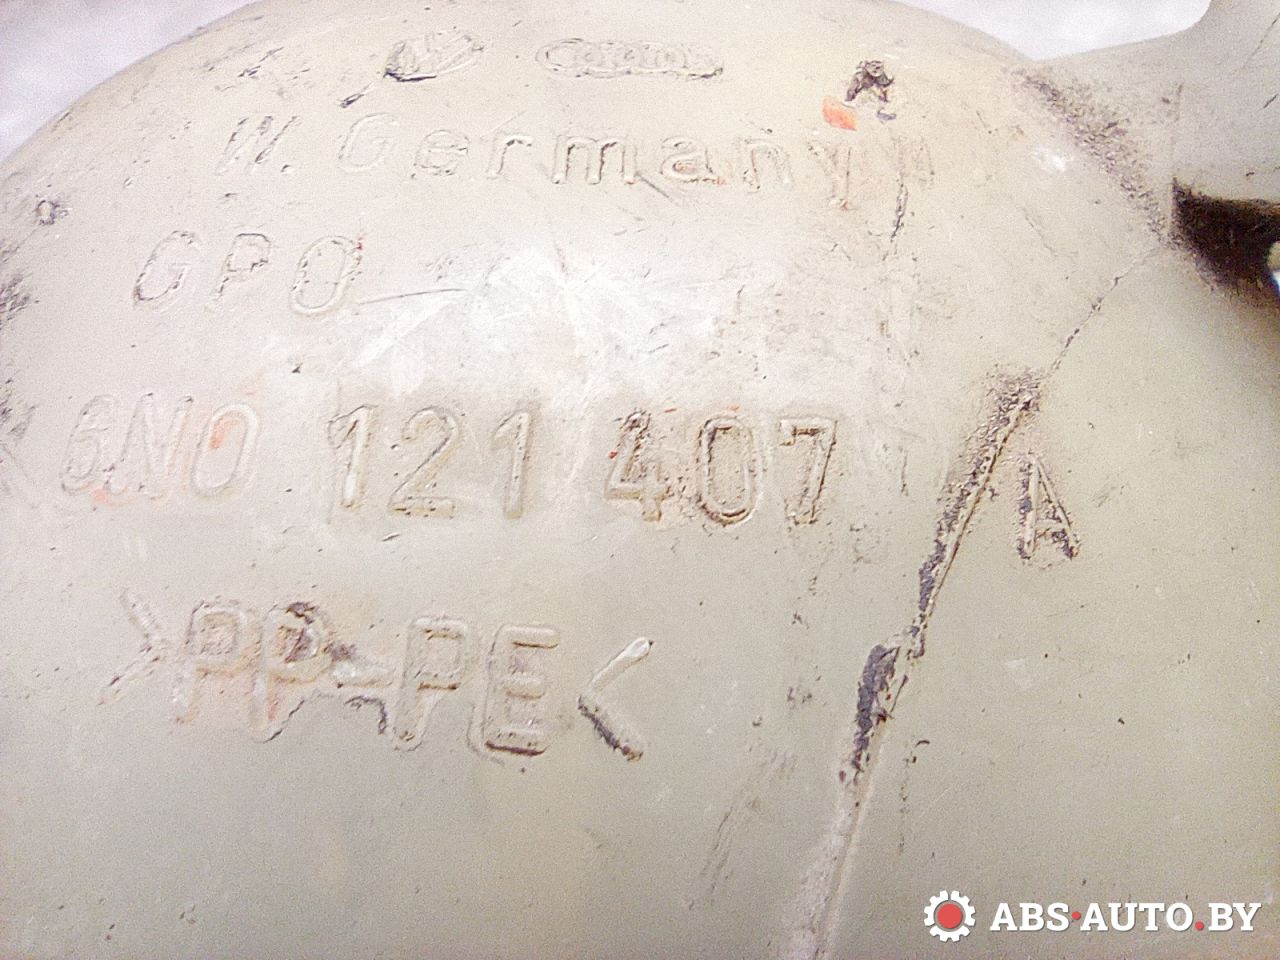 W. Germany
GPO
6N0 121 407 A
>PP-PE<
ABS·AUTO.BY